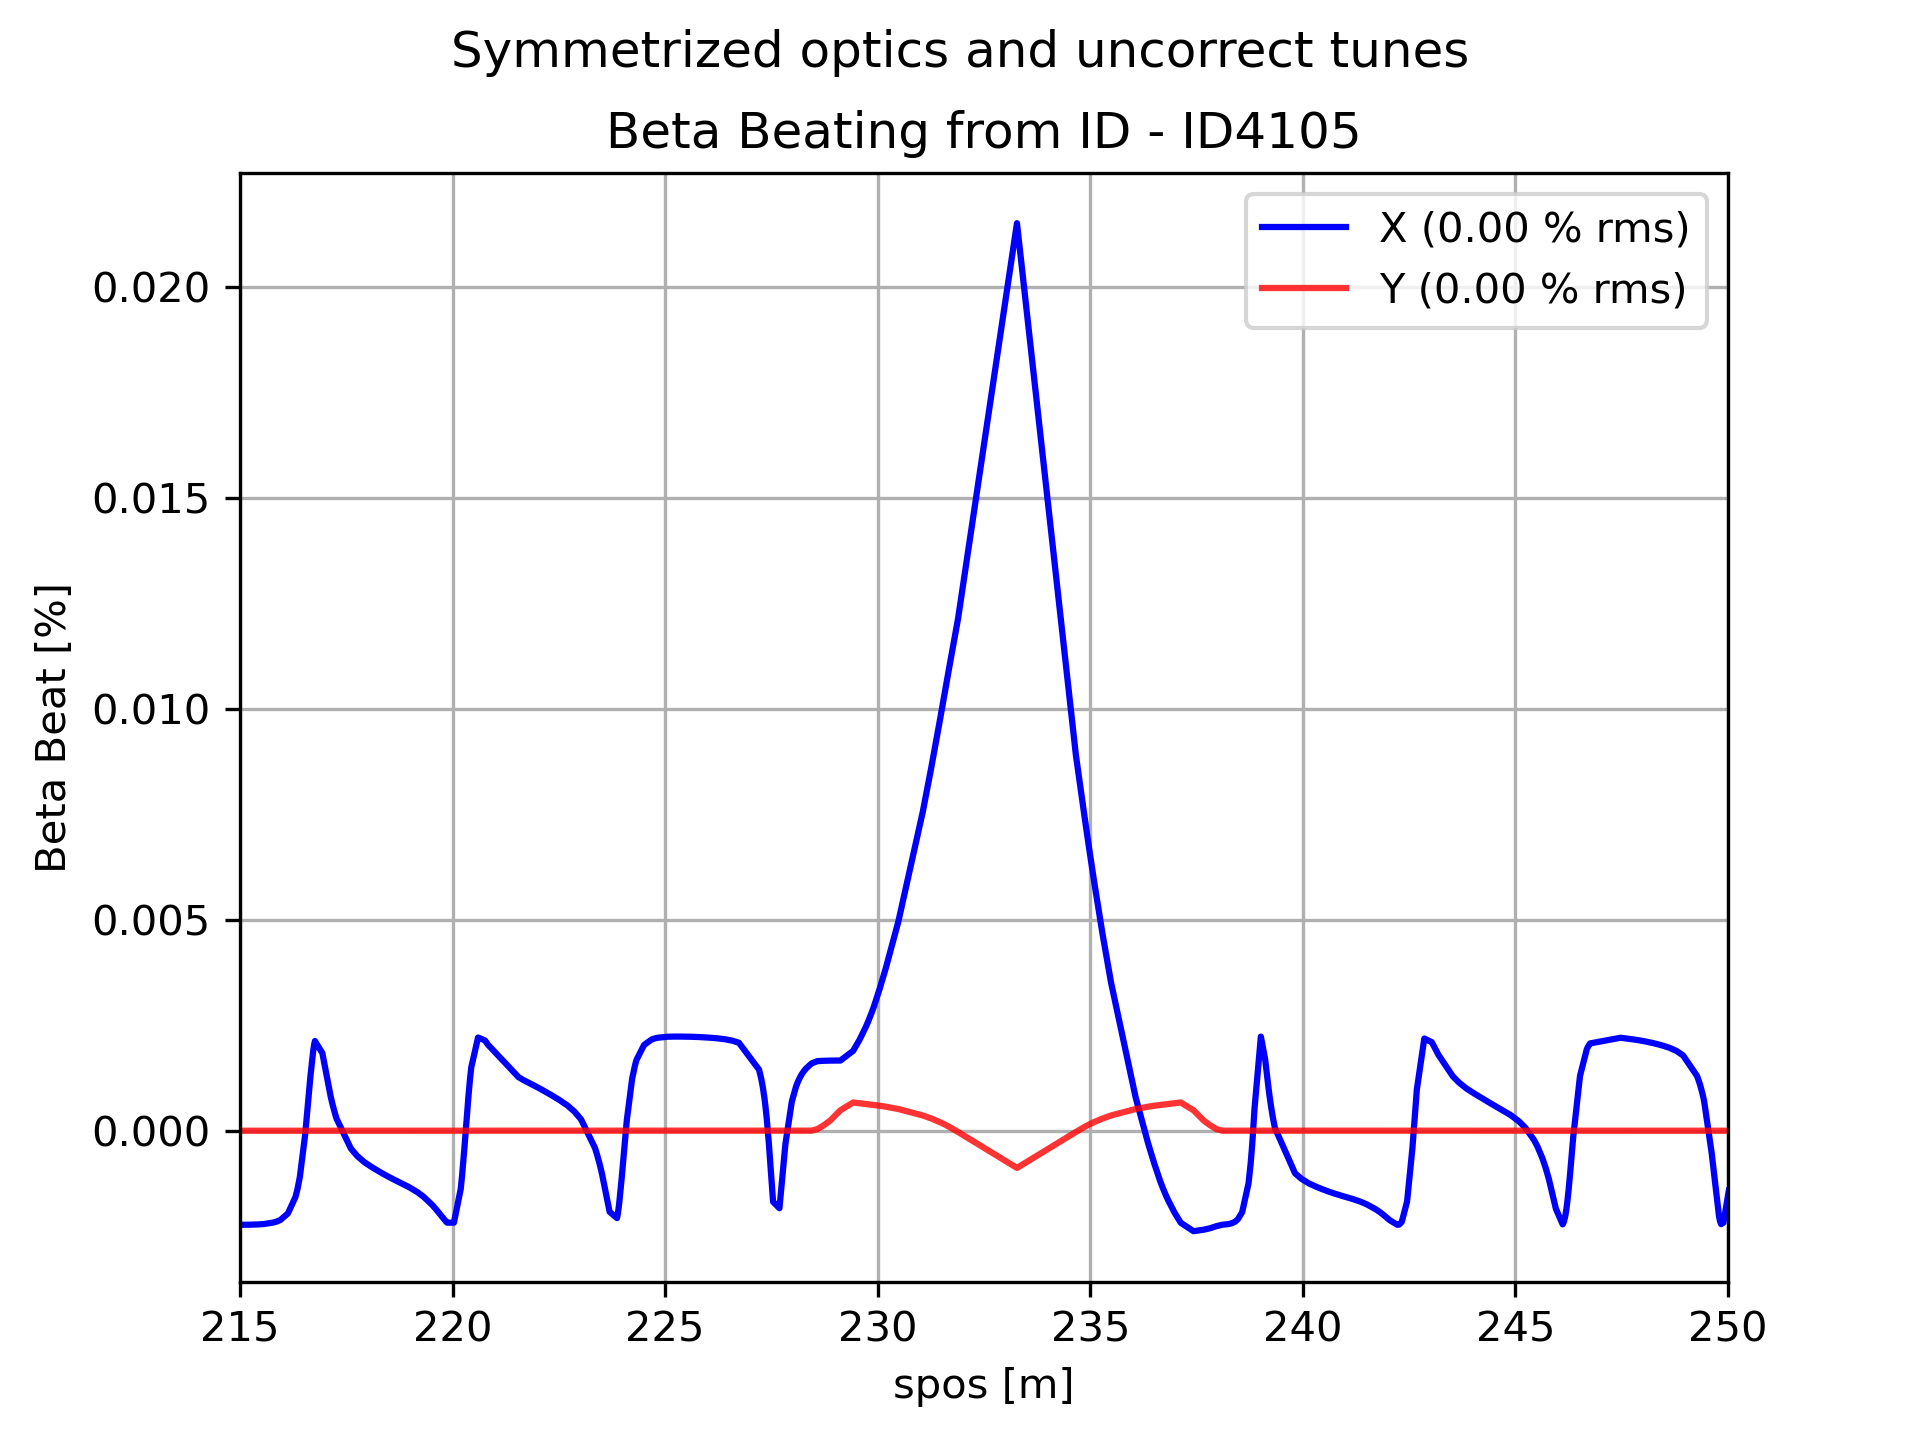 Symmetrized optics and uncorrect tunes
Beta Beating from ID - ID4105
X (0.00 % rms)
Y (0.00 % rms)
0.020
0.015
0.010
0.005
0.000
Beta Beat [%]
215 220 225 230 235 240 245 250
spos [m]